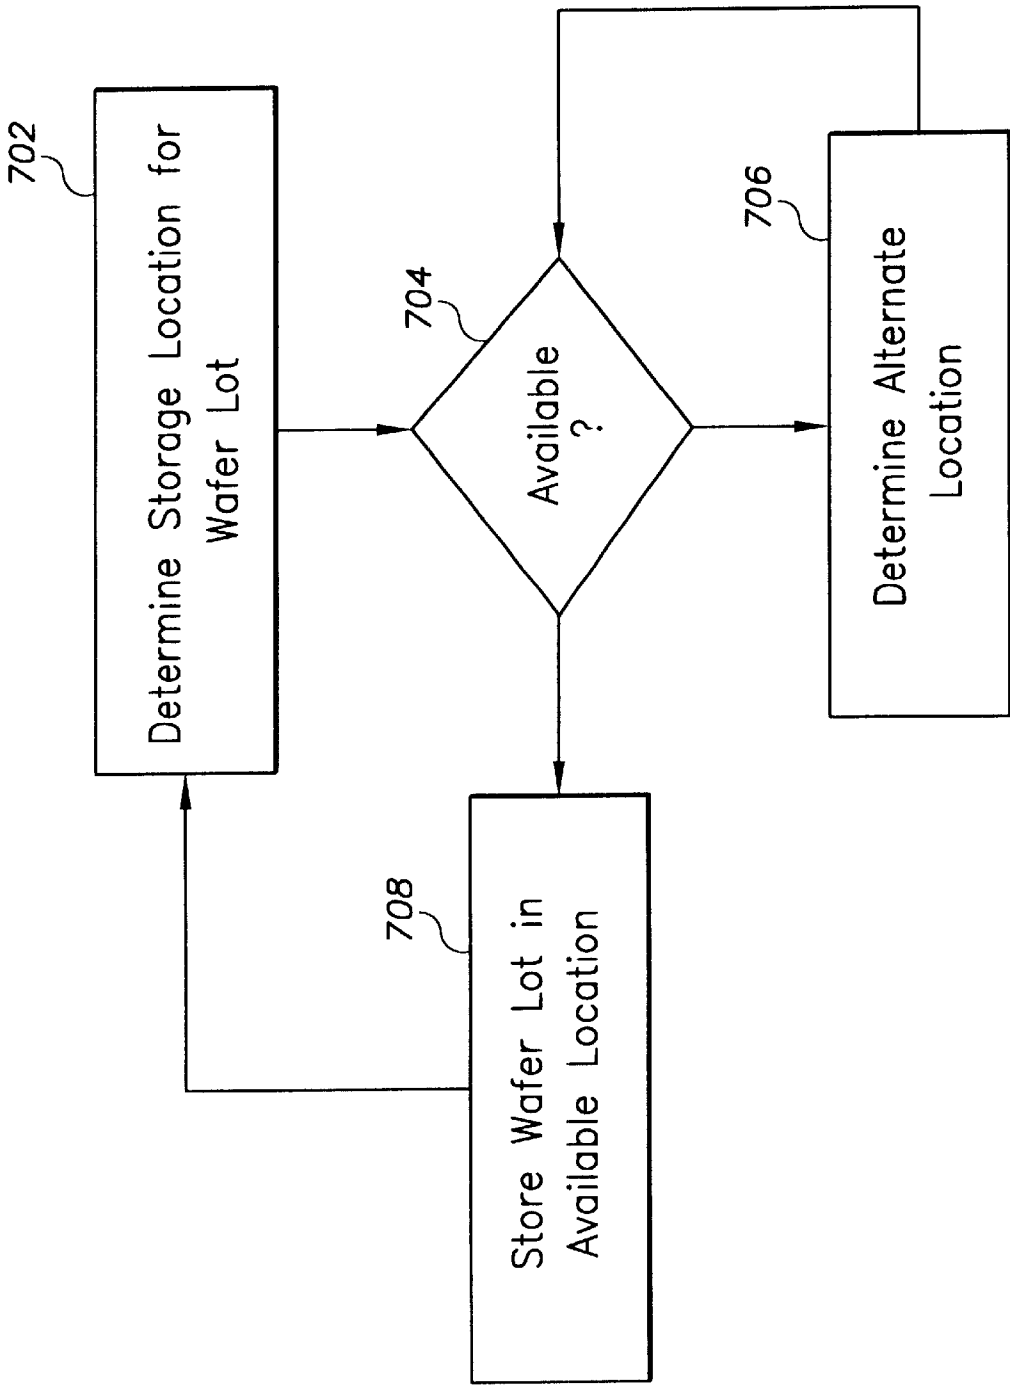 702
Determine Storage Location for
Wafer Lot
704
Available
?
706
Determine Alternate
Location
708
Store Wafer Lot in
Available Location